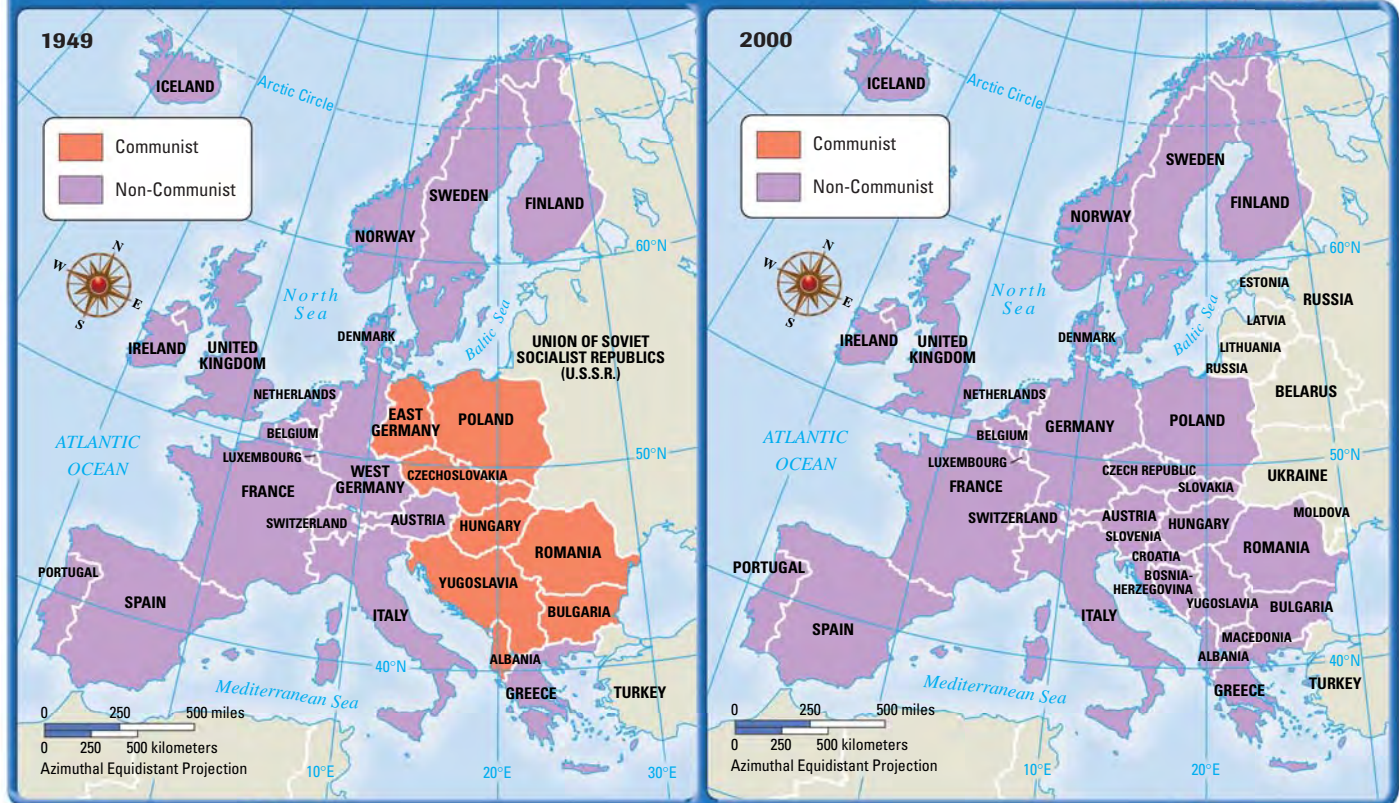 1949
ICELAND
Arctic Circle
Communist
Non-Communist
N
W
E
S
SWEDEN
FINLAND
NORWAY
60°N
North
Sea
Baltic Sea
DENMARK
IRELAND
UNITED
KINGDOM
UNION OF SOVIET
SOCIALIST REPUBLICS
(U.S.S.R.)
NETHERLANDS
EAST
GERMANY
POLAND
BELGIUM
ATLANTIC
OCEAN
LUXEMBOURG
50°N
WEST
GERMANY
CZECHOSLOVAKIA
FRANCE
SWITZERLAND
AUSTRIA
HUNGARY
ROMANIA
PORTUGAL
SPAIN
YUGOSLAVIA
ITALY
BULGARIA
ALBANIA
40°N
GREECE
TURKEY
Mediterranean Sea
0 250 500 miles
0 250 500 kilometers
Azimuthal Equidistant Projection
10°E
20°E
30°E
2000
ICELAND
Arctic Circle
Communist
Non-Communist
N
W
E
S
SWEDEN
FINLAND
NORWAY
60°N
North
Sea
Baltic Sea
ESTONIA
RUSSIA
LATVIA
DENMARK
IRELAND
UNITED
KINGDOM
LITHUANIA
RUSSIA
BELARUS
NETHERLANDS
GERMANY
POLAND
BELGIUM
ATLANTIC
OCEAN
LUXEMBOURG
50°N
CZECH REPUBLIC
UKRAINE
SLOVAKIA
FRANCE
MOLDOVA
SWITZERLAND
AUSTRIA
HUNGARY
SLOVENIA
ROMANIA
CROATIA
PORTUGAL
BOSNIA-
HERZEGOVINA
YUGOSLAVIA
BULGARIA
SPAIN
ITALY
MACEDONIA
ALBANIA
40°N
GREECE
TURKEY
Mediterranean Sea
0 250 500 miles
0 250 500 kilometers
Azimuthal Equidistant Projection
10°E
20°E